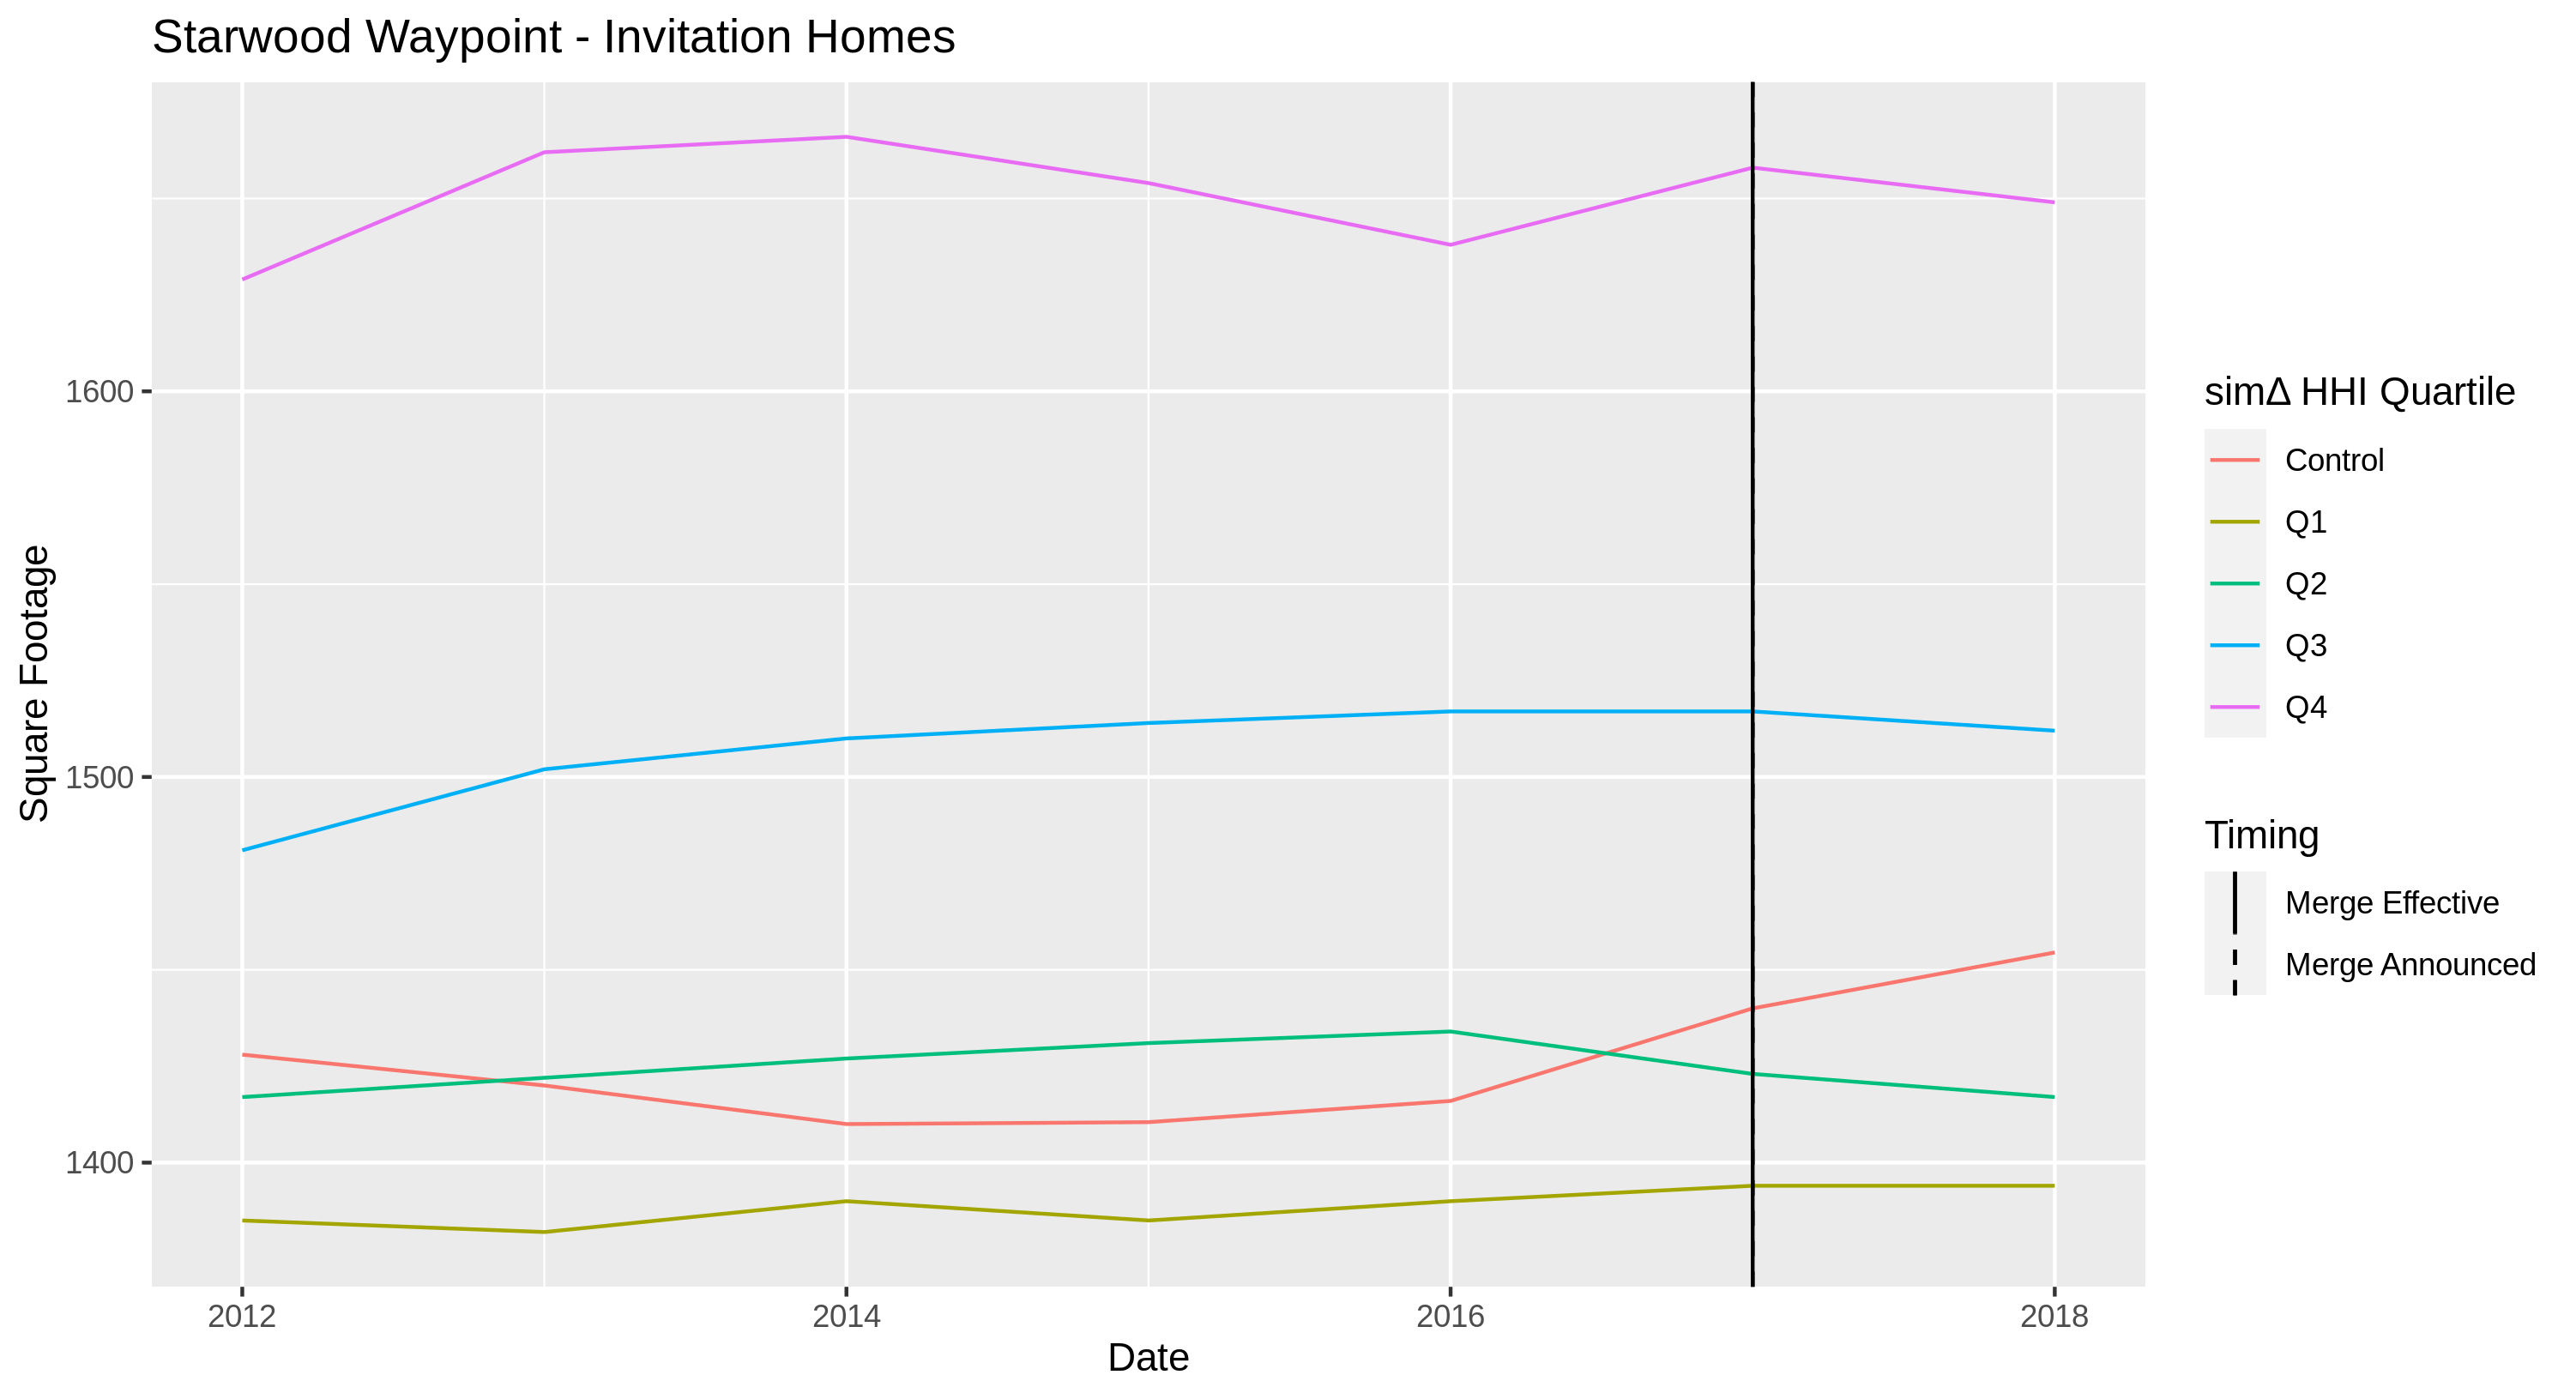 Starwood Waypoint - Invitation Homes
Square Footage
1600
1500
1400
2012
2014
2016
2018
Date
simΔ HHI Quartile
Control
Q1
Q2
Q3
Q4
Timing
Merge Effective
Merge Announced